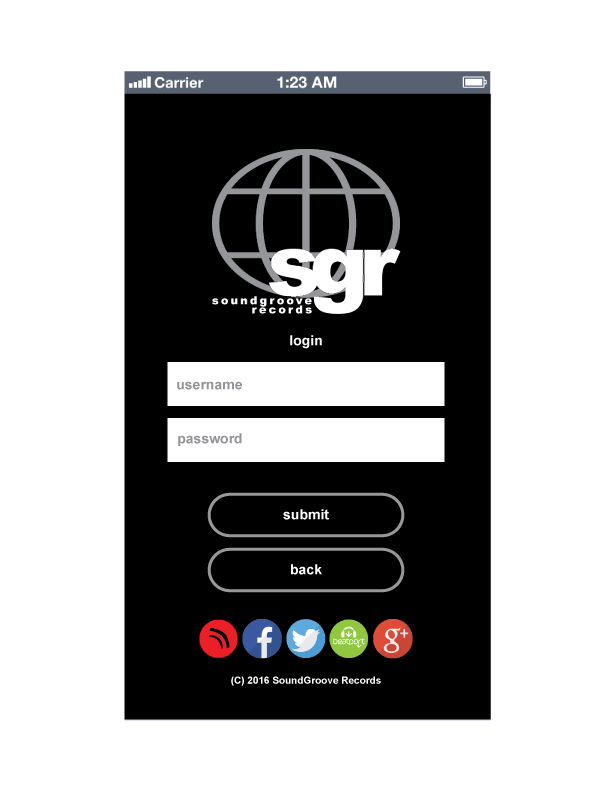 Carrier 1:23 AM
sgr
soundgroove
records
login
username
password
submit
back
f beatport g+
(C) 2016 SoundGroove Records